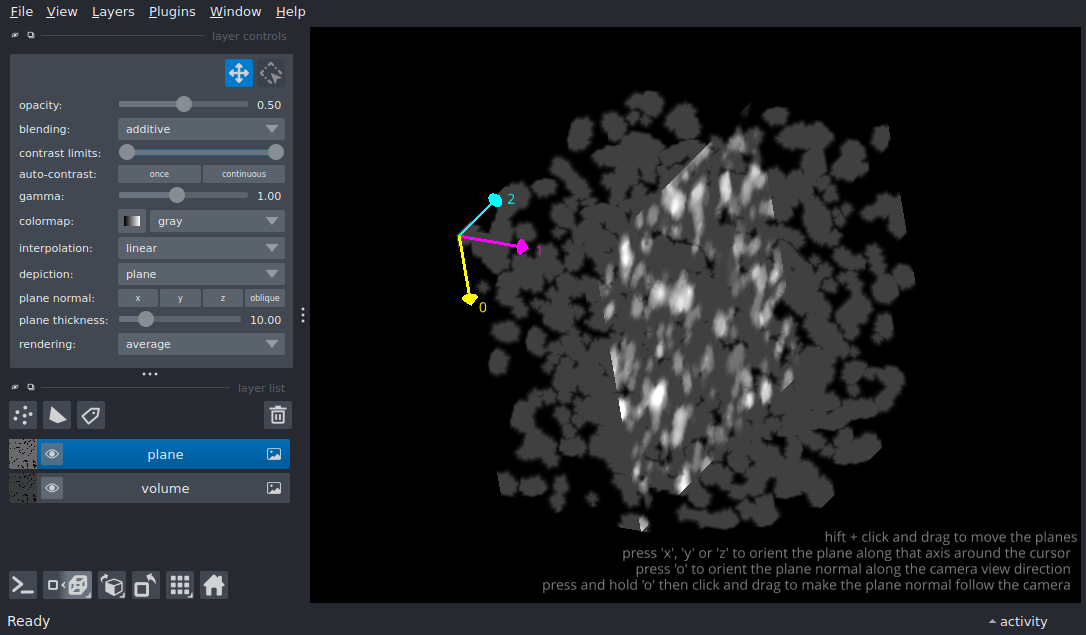 File View Layers Plugins Window Help
layer controls
opacity: 0.50
blending: additive
contrast limits:
auto-contrast: once continuous
gamma: 1.00
colormap: gray
interpolation: linear
depiction: plane
plane normal: x y z oblique
plane thickness: 10.00
rendering: average
layer list
plane
volume
2
1
0
hift + click and drag to move the planes
press 'x', 'y' or 'z' to orient the plane along that axis around the cursor
press 'o' to orient the plane normal along the camera view direction
press and hold 'o' then click and drag to make the plane normal follow the camera
Ready activity